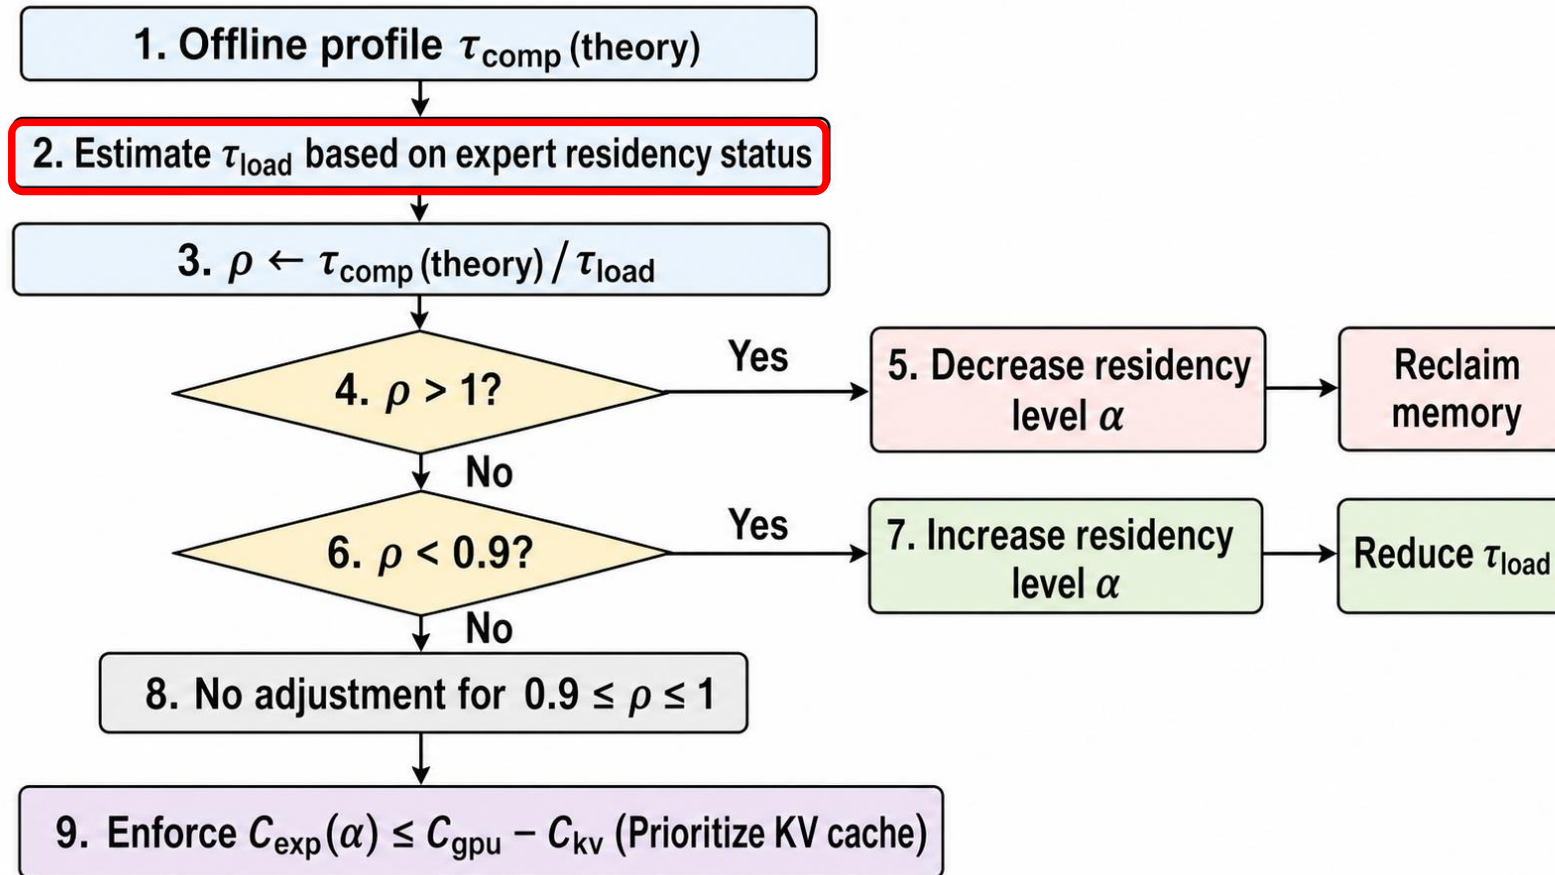 1. Offline profile τcomp (theory)
2. Estimate τload based on expert residency status
3. ρ ← τcomp (theory) / τload
4. ρ > 1?
Yes
5. Decrease residency
level α
Reclaim
memory
No
6. ρ < 0.9?
Yes
7. Increase residency
level α
Reduce τload
No
8. No adjustment for 0.9 ≤ ρ ≤ 1
9. Enforce Cexp(α) ≤ Cgpu − Ckv (Prioritize KV cache)